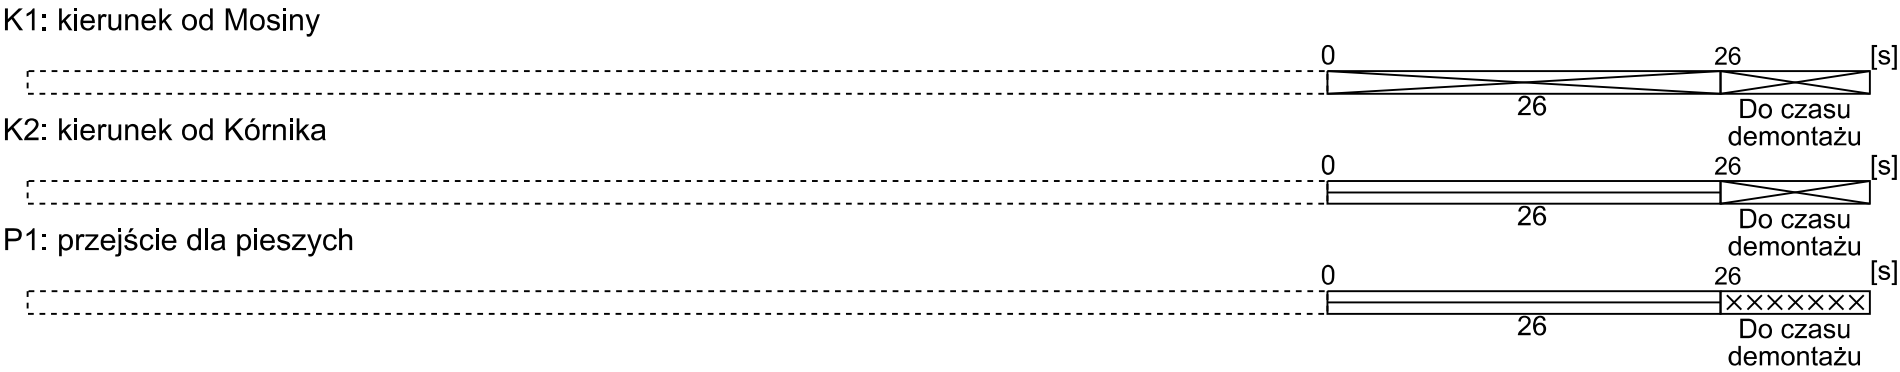 K1: kierunek od Mosiny
0 26 [s]
26 Do czasu
demontażu
K2: kierunek od Kórnika
0 26 [s]
26 Do czasu
demontażu
P1: przejście dla pieszych
0 26 [s]
26 Do czasu
demontażu